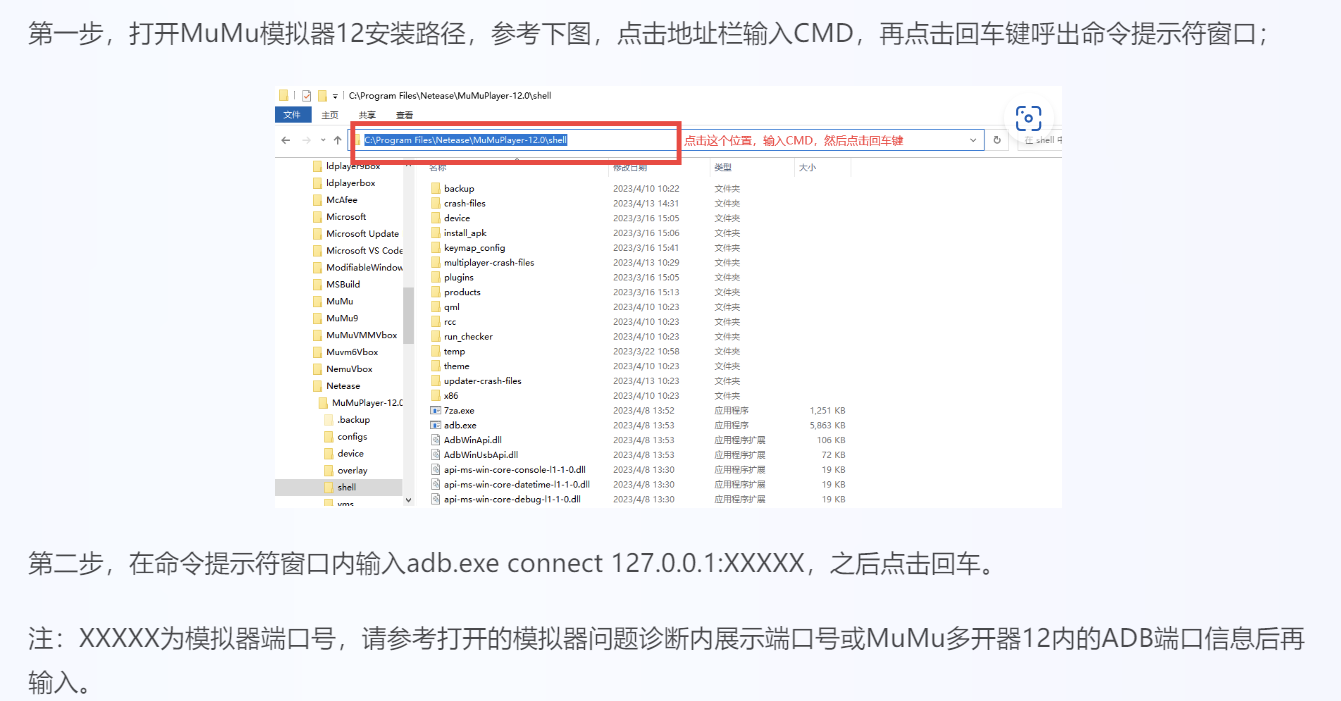 第一步，打开MuMu模拟器12安装路径，参考下图，点击地址栏输入CMD，再点击回车键呼出命令提示符窗口；
C:\Program Files\Netease\MuMuPlayer-12.0\shell
文件 主页 共享 查看
C:\Program Files\Netease\MuMuPlayer-12.0\shell 点击这个位置，输入CMD，然后点击回车键 在 shell 中
名称 修改日期 类型 大小
ldplayer9box
ldplayerbox
McAfee
Microsoft
Microsoft Update
Microsoft VS Code
ModifiableWindow
MSBuild
MuMu
MuMu9
MuMuVMMVbox
Muvm6Vbox
NemuVbox
Netease
MuMuPlayer-12.0
.backup
configs
device
overlay
shell
vms
backup 2023/4/10 10:22 文件夹
crash-files 2023/4/13 14:31 文件夹
device 2023/3/16 15:05 文件夹
install_apk 2023/3/16 15:06 文件夹
keymap_config 2023/3/16 15:41 文件夹
multiplayer-crash-files 2023/4/13 10:29 文件夹
plugins 2023/3/16 15:05 文件夹
products 2023/3/16 15:13 文件夹
qml 2023/4/10 10:23 文件夹
rcc 2023/4/10 10:23 文件夹
run_checker 2023/4/10 10:23 文件夹
temp 2023/3/22 10:58 文件夹
theme 2023/4/10 10:23 文件夹
updater-crash-files 2023/4/13 10:23 文件夹
x86 2023/4/10 10:23 文件夹
7za.exe 2023/4/8 13:52 应用程序 1,251 KB
adb.exe 2023/4/8 13:53 应用程序 5,863 KB
AdbWinApi.dll 2023/4/8 13:53 应用程序扩展 106 KB
AdbWinUsbApi.dll 2023/4/8 13:53 应用程序扩展 72 KB
api-ms-win-core-console-l1-1-0.dll 2023/4/8 13:30 应用程序扩展 19 KB
api-ms-win-core-datetime-l1-1-0.dll 2023/4/8 13:30 应用程序扩展 19 KB
api-ms-win-core-debug-l1-1-0.dll 2023/4/8 13:30 应用程序扩展 19 KB
第二步，在命令提示符窗口内输入adb.exe connect 127.0.0.1:XXXXX，之后点击回车。
注：XXXXX为模拟器端口号，请参考打开的模拟器问题诊断内展示端口号或MuMu多开器12内的ADB端口信息后再
输入。